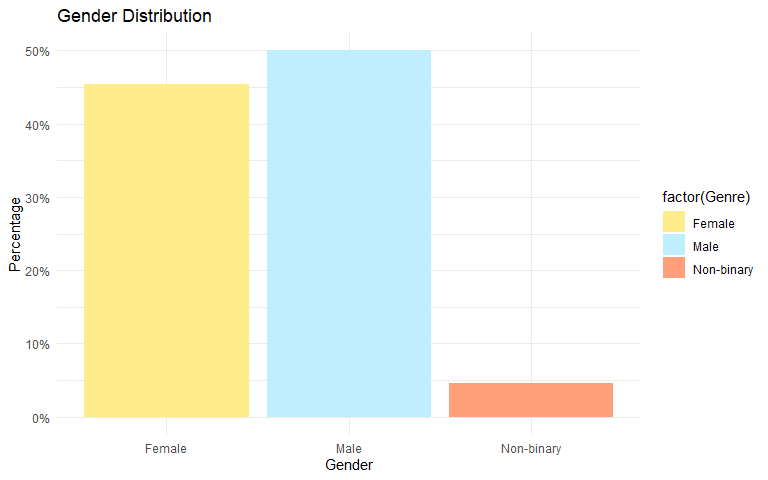 Gender Distribution
50%
40%
30%
20%
10%
0%
Percentage
Female
Male
Non-binary
Gender
factor(Genre)
Female
Male
Non-binary